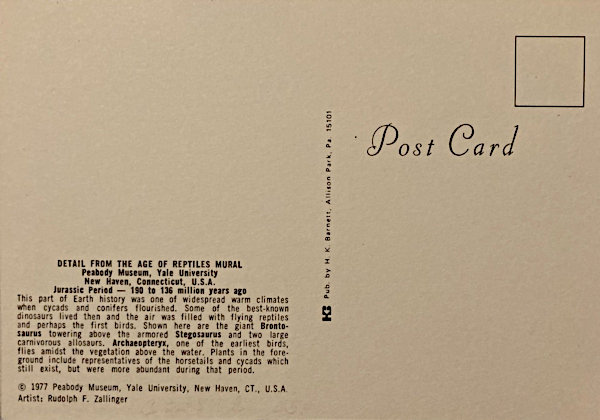 Post Card
Pub. by H. K. Barnett, Allison Park, Pa. 15101
DETAIL FROM THE AGE OF REPTILES MURAL
Peabody Museum, Yale University
New Haven, Connecticut, U.S.A.
Jurassic Period — 190 to 136 million years ago
This part of Earth history was one of widespread warm climates
when cycads and conifers flourished. Some of the best-known
dinosaurs lived then and the air was filled with flying reptiles
and perhaps the first birds. Shown here are the giant Bronto-
saurus towering above the armored Stegosaurus and two large
carnivorous allosaurs. Archaeopteryx, one of the earliest birds,
flies amidst the vegetation above the water. Plants in the fore-
ground include representatives of the horsetails and cycads which
still exist, but were more abundant during that period.
© 1977 Peabody Museum, Yale University, New Haven, CT., U.S.A.
Artist: Rudolph F. Zallinger